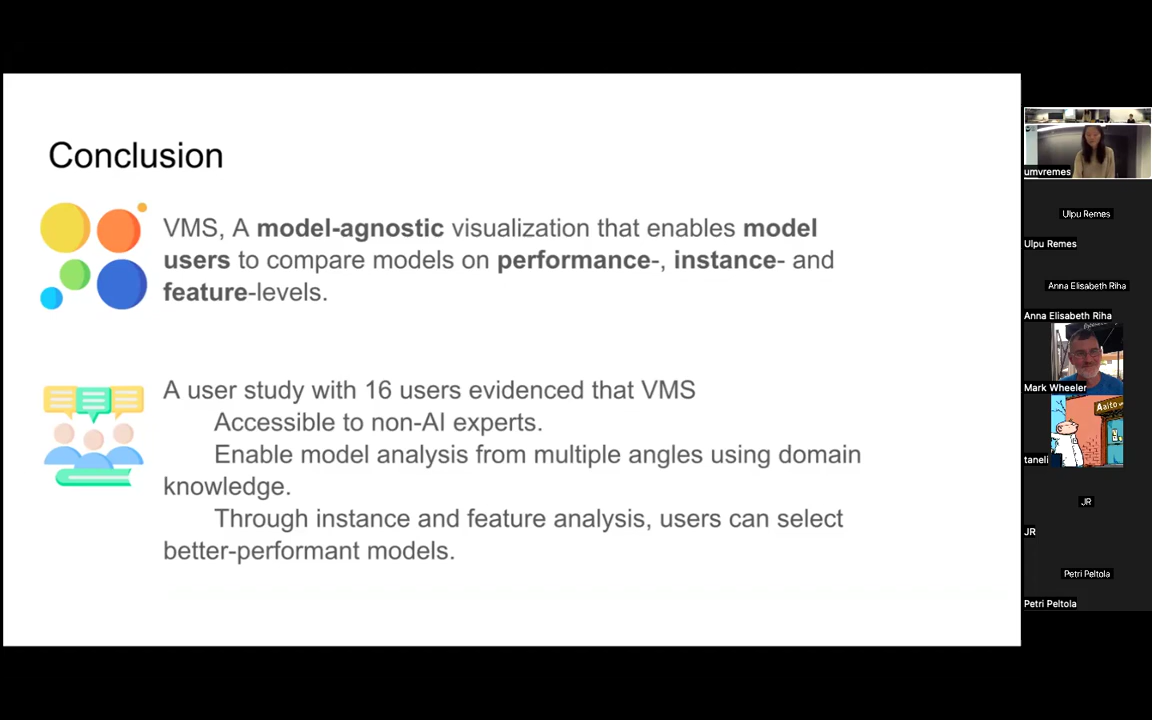 Conclusion
VMS, A model-agnostic visualization that enables model
users to compare models on performance-, instance- and
feature-levels.
A user study with 16 users evidenced that VMS
Accessible to non-AI experts.
Enable model analysis from multiple angles using domain
knowledge.
Through instance and feature analysis, users can select
better-performant models.
umvremes
Ulpu Remes
Ulpu Remes
Anna Elisabeth Riha
Anna Elisabeth Riha
Mark Wheeler
Aalto
taneli
JR
JR
Petri Peltola
Petri Peltola